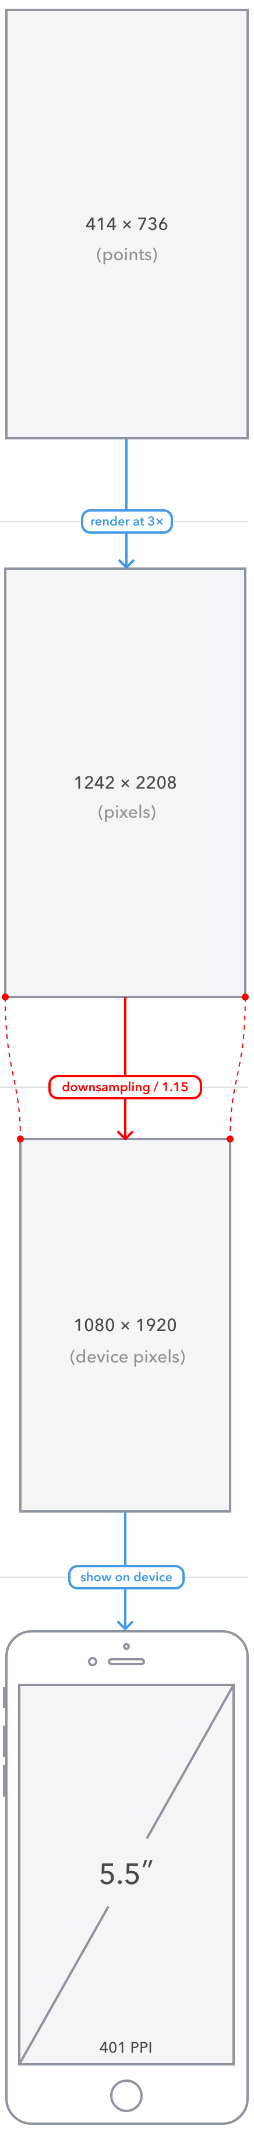 414 × 736
(points)
render at 3×
1242 × 2208
(pixels)
downsampling / 1.15
1080 × 1920
(device pixels)
show on device
5.5″
401 PPI